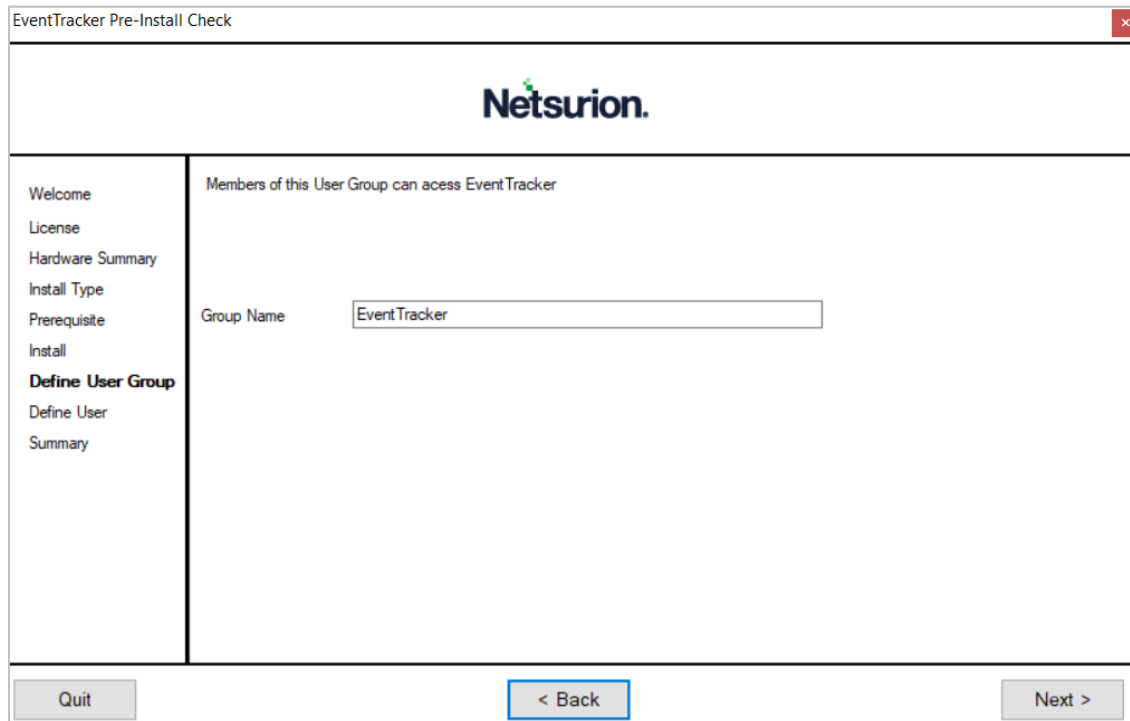 EventTracker Pre-Install Check
×
Netsurion.
Welcome
License
Hardware Summary
Install Type
Prerequisite
Install
Define User Group
Define User
Summary
Members of this User Group can acess EventTracker
Group Name
EventTracker
Quit
< Back
Next >